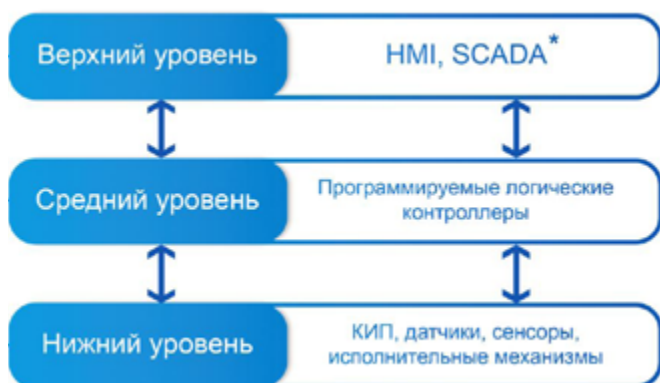 Верхний уровень
HMI, SCADA*
Средний уровень
Программируемые логические
контроллеры
Нижний уровень
КИП, датчики, сенсоры,
исполнительные механизмы